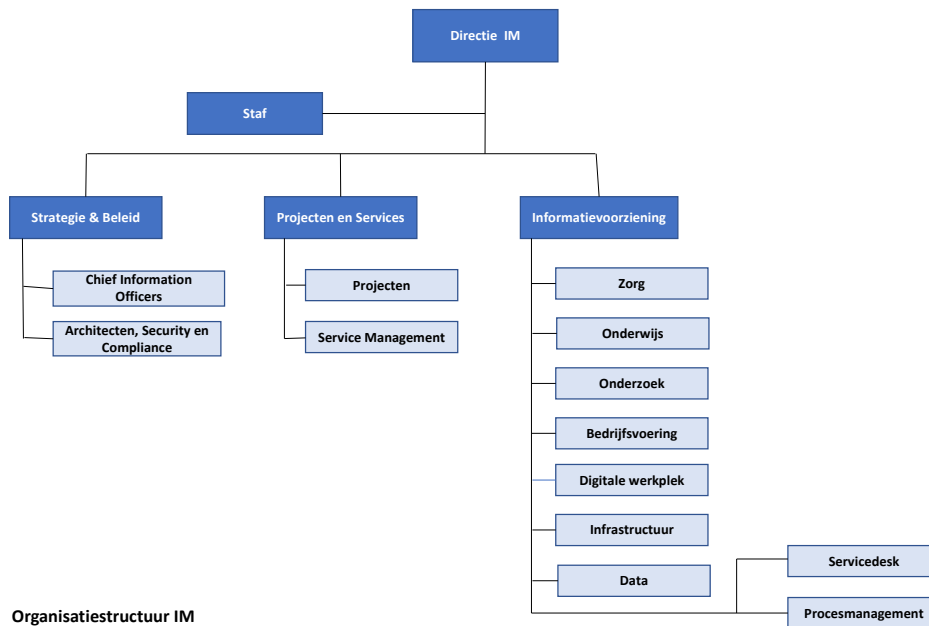 Directie IM
Staf
Strategie & Beleid
Projecten en Services
Informatievoorziening
Chief Information
Officers
Architecten, Security en
Compliance
Projecten
Service Management
Zorg
Onderwijs
Onderzoek
Bedrijfsvoering
Digitale werkplek
Infrastructuur
Data
Servicedesk
Procesmanagement
Organisatiestructuur IM